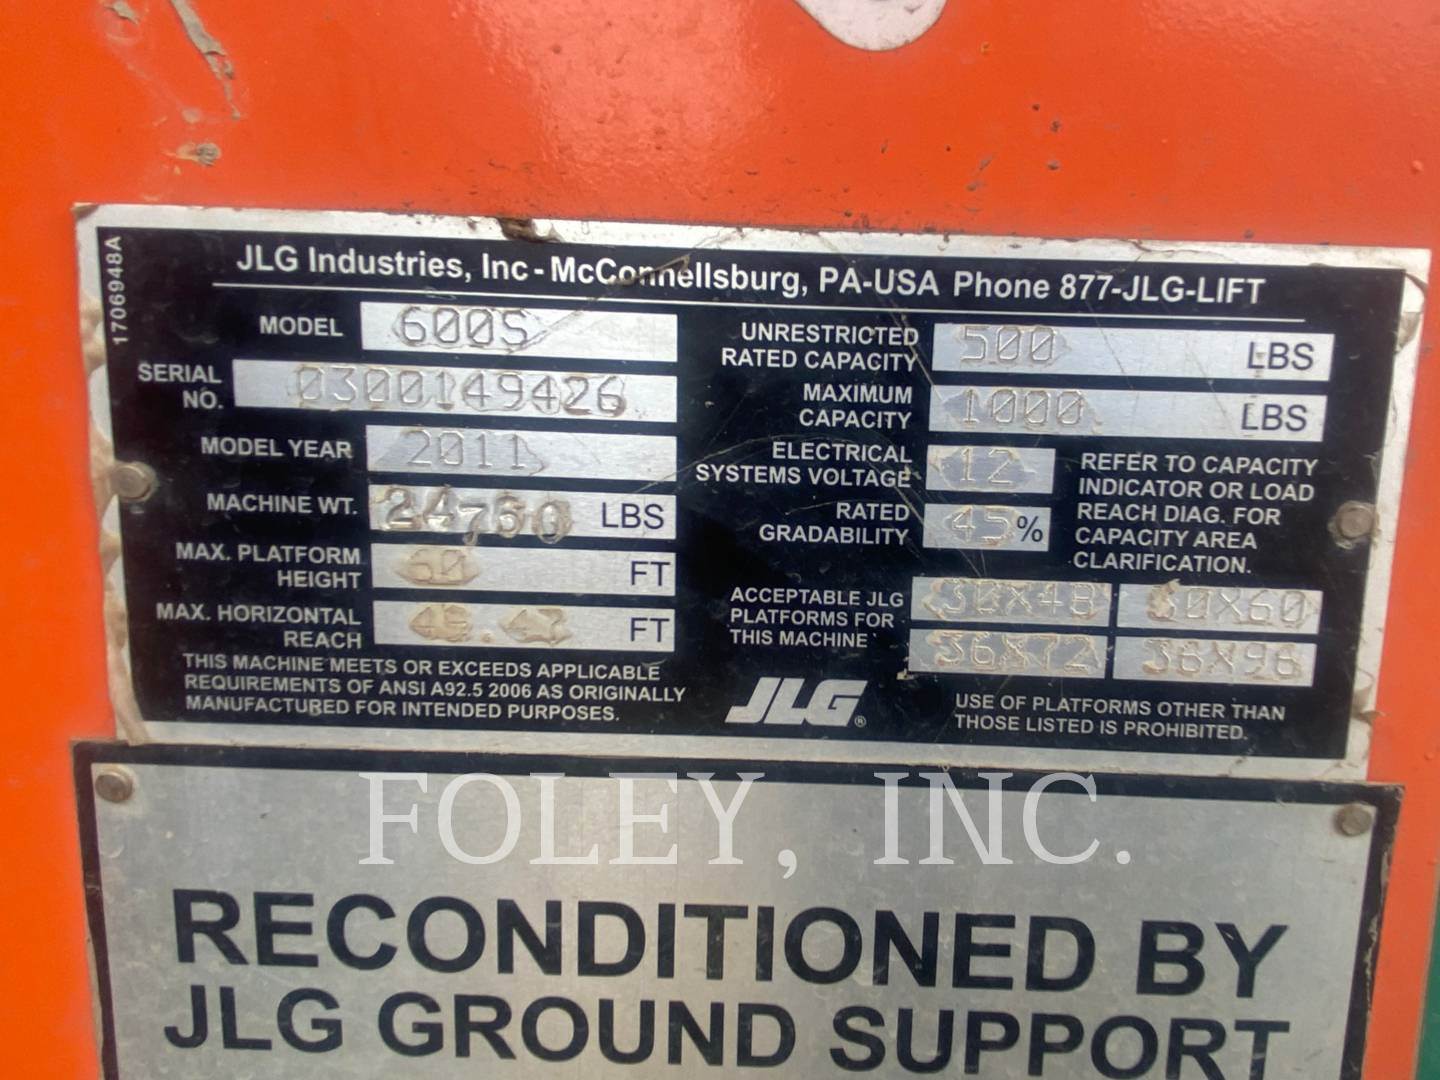 JLG Industries, Inc - McConnellsburg, PA-USA Phone 877-JLG-LIFT
1706948A
MODEL 600S
SERIAL NO. 0300149426
MODEL YEAR 2011
MACHINE WT. 24,760 LBS
MAX. PLATFORM HEIGHT 60 FT
MAX. HORIZONTAL REACH FT
THIS MACHINE MEETS OR EXCEEDS APPLICABLE
REQUIREMENTS OF ANSI A92.5 2006 AS ORIGINALLY
MANUFACTURED FOR INTENDED PURPOSES.
UNRESTRICTED RATED CAPACITY 500 LBS
MAXIMUM CAPACITY 1000 LBS
ELECTRICAL SYSTEMS VOLTAGE 12
RATED GRADABILITY 45%
REFER TO CAPACITY
INDICATOR OR LOAD
REACH DIAG. FOR
CAPACITY AREA
CLARIFICATION.
ACCEPTABLE JLG
PLATFORMS FOR
THIS MACHINE
30X48 30X60
36X72 36X96
JLG®
USE OF PLATFORMS OTHER THAN
THOSE LISTED IS PROHIBITED.
FOLEY, INC.
RECONDITIONED BY
JLG GROUND SUPPORT